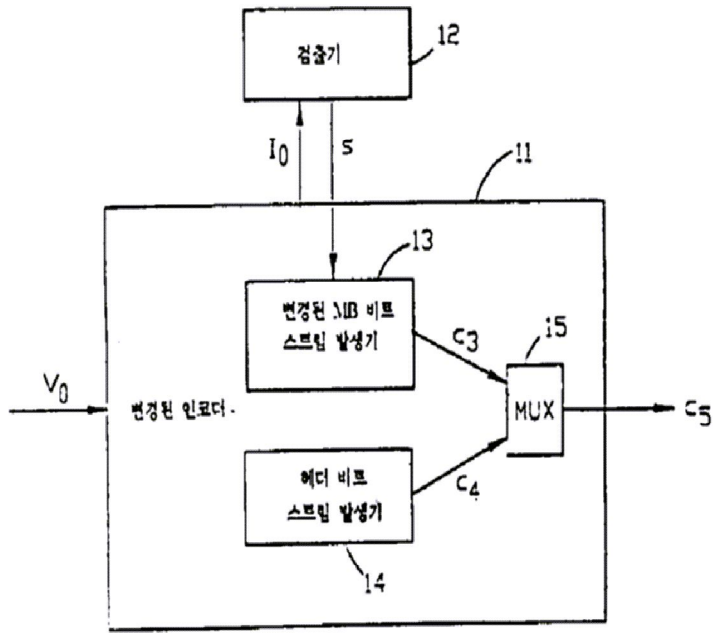 12
검출기
I0
S
11
13
변경된 MB 비트
스트림 발생기
C3
15
V0
변경된 인코더
MUX
C5
헤더 비트
스트림 발생기
C4
14